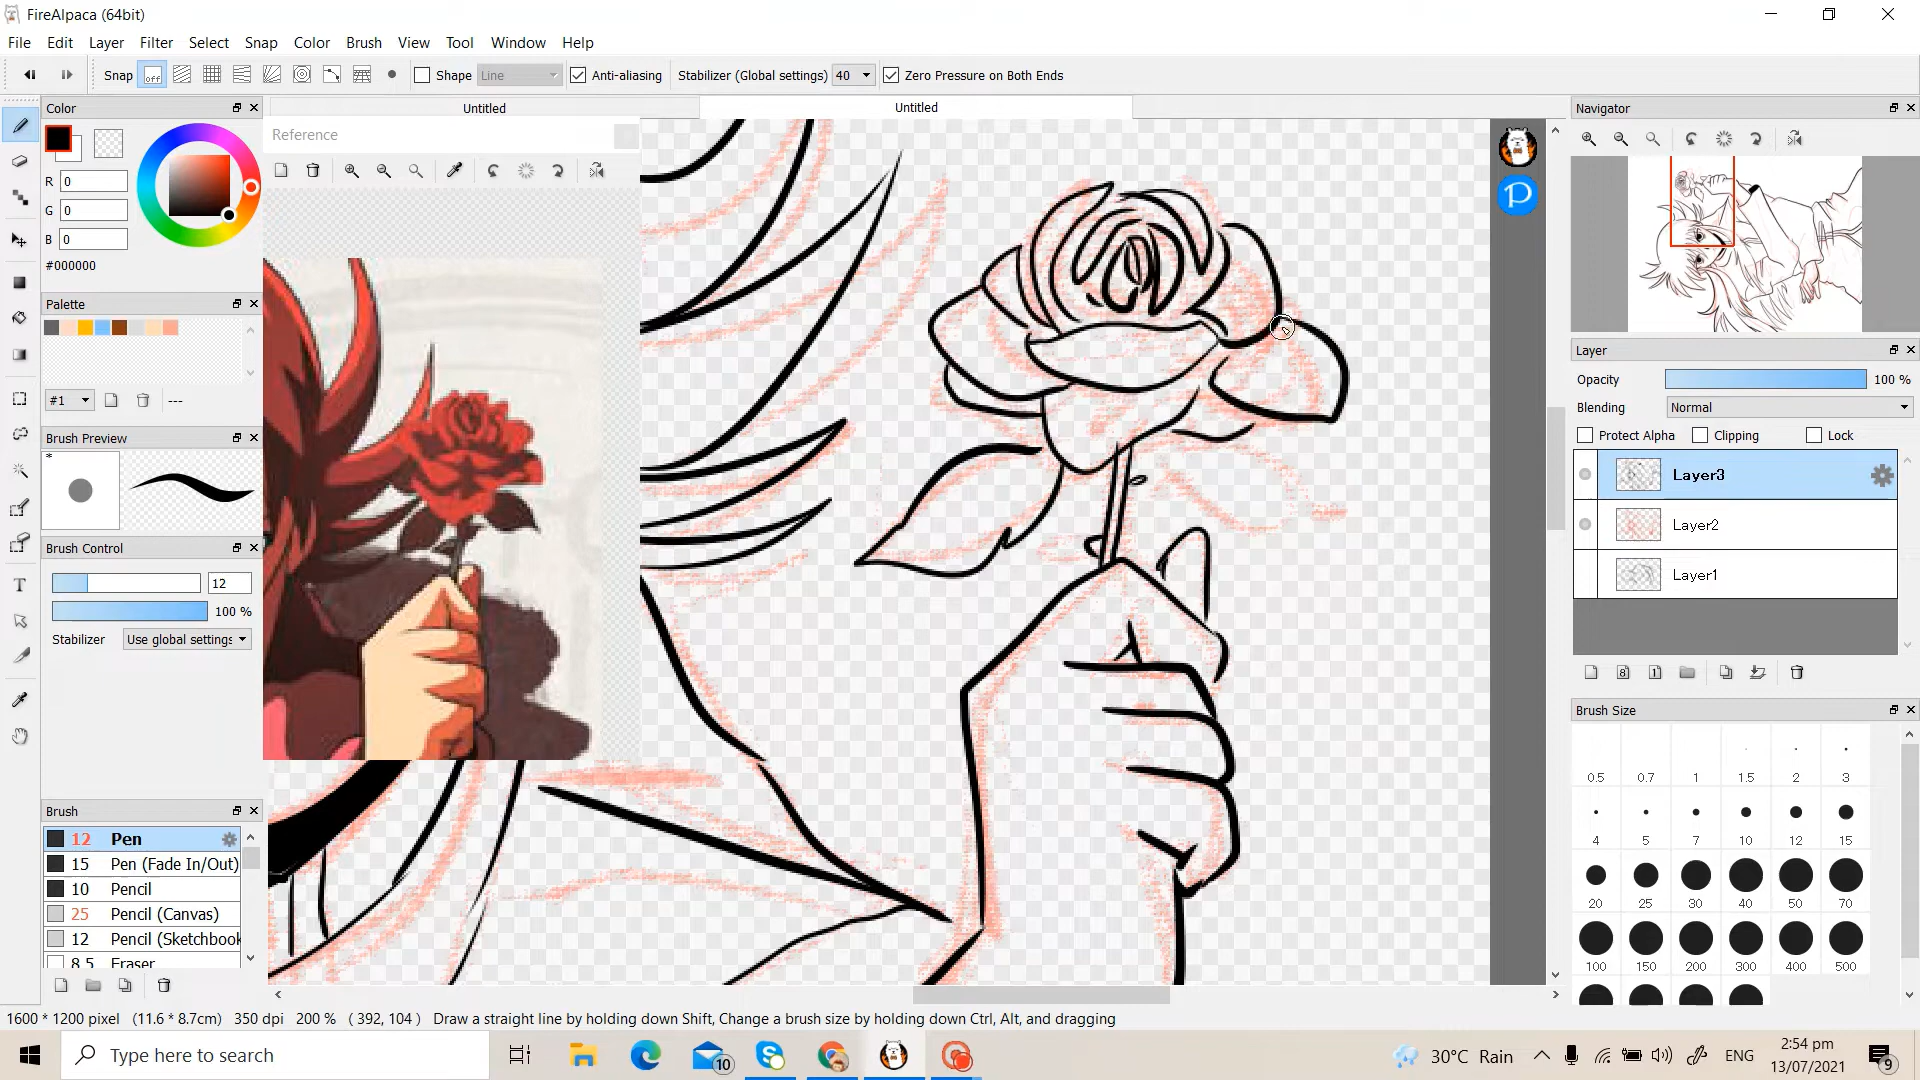 FireAlpaca (64bit)
File Edit Layer Filter Select Snap Color Brush View Tool Window Help
Snap off Shape Line Anti-aliasing Stabilizer (Global settings) 40 Zero Pressure on Both Ends
Color
R 0
G 0
B 0
#000000
Palette
#1 ---
Brush Preview
*
Brush Control
12
100 %
Stabilizer Use global settings
Brush
12 Pen
15 Pen (Fade In/Out)
10 Pencil
25 Pencil (Canvas)
12 Pencil (Sketchbook
8.5 Eraser
Untitled
Untitled
Reference
P
Navigator
Layer
Opacity 100 %
Blending Normal
Protect Alpha Clipping Lock
Layer3
Layer2
Layer1
8 1
Brush Size
0.5 0.7 1 1.5 2 3
4 5 7 10 12 15
20 25 30 40 50 70
100 150 200 300 400 500
1600 * 1200 pixel (11.6 * 8.7cm) 350 dpi 200 % ( 392, 104 ) Draw a straight line by holding down Shift, Change a brush size by holding down Ctrl, Alt, and dragging
T
Type here to search
10
30°C Rain
ENG
2:54 pm
13/07/2021
9